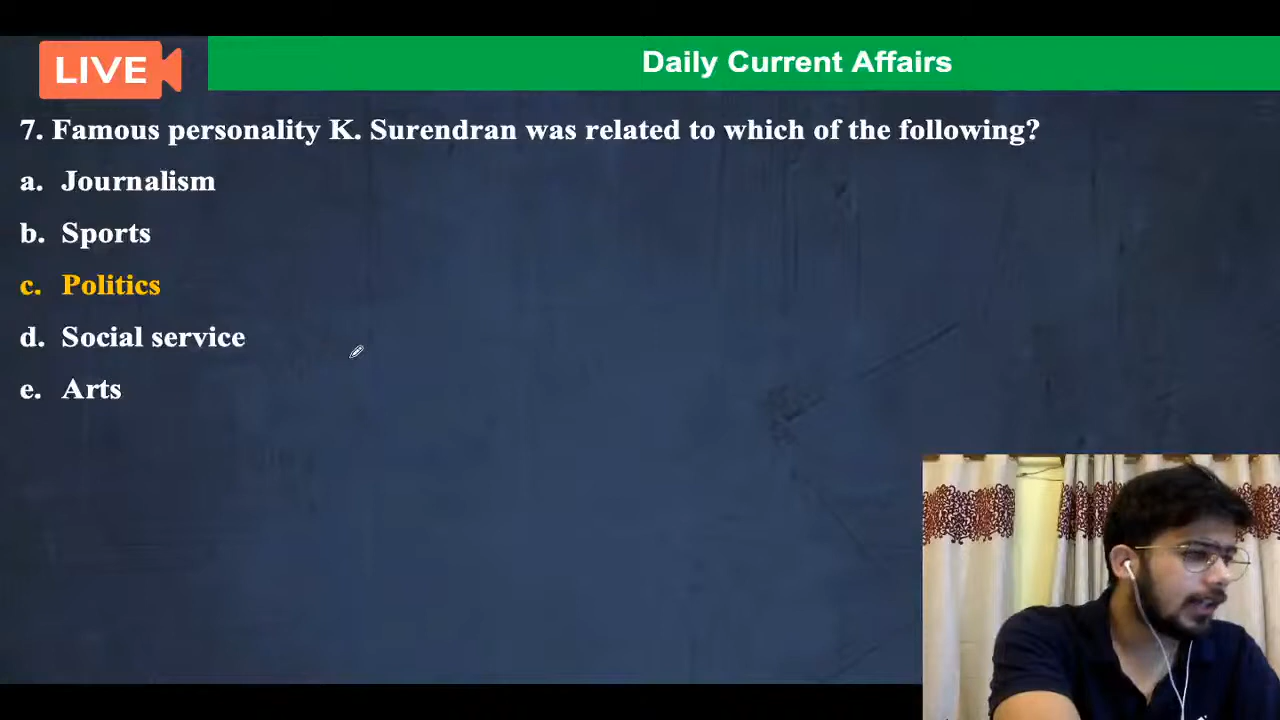 LIVE
Daily Current Affairs
7. Famous personality K. Surendran was related to which of the following?
a. Journalism
b. Sports
c. Politics
d. Social service
e. Arts